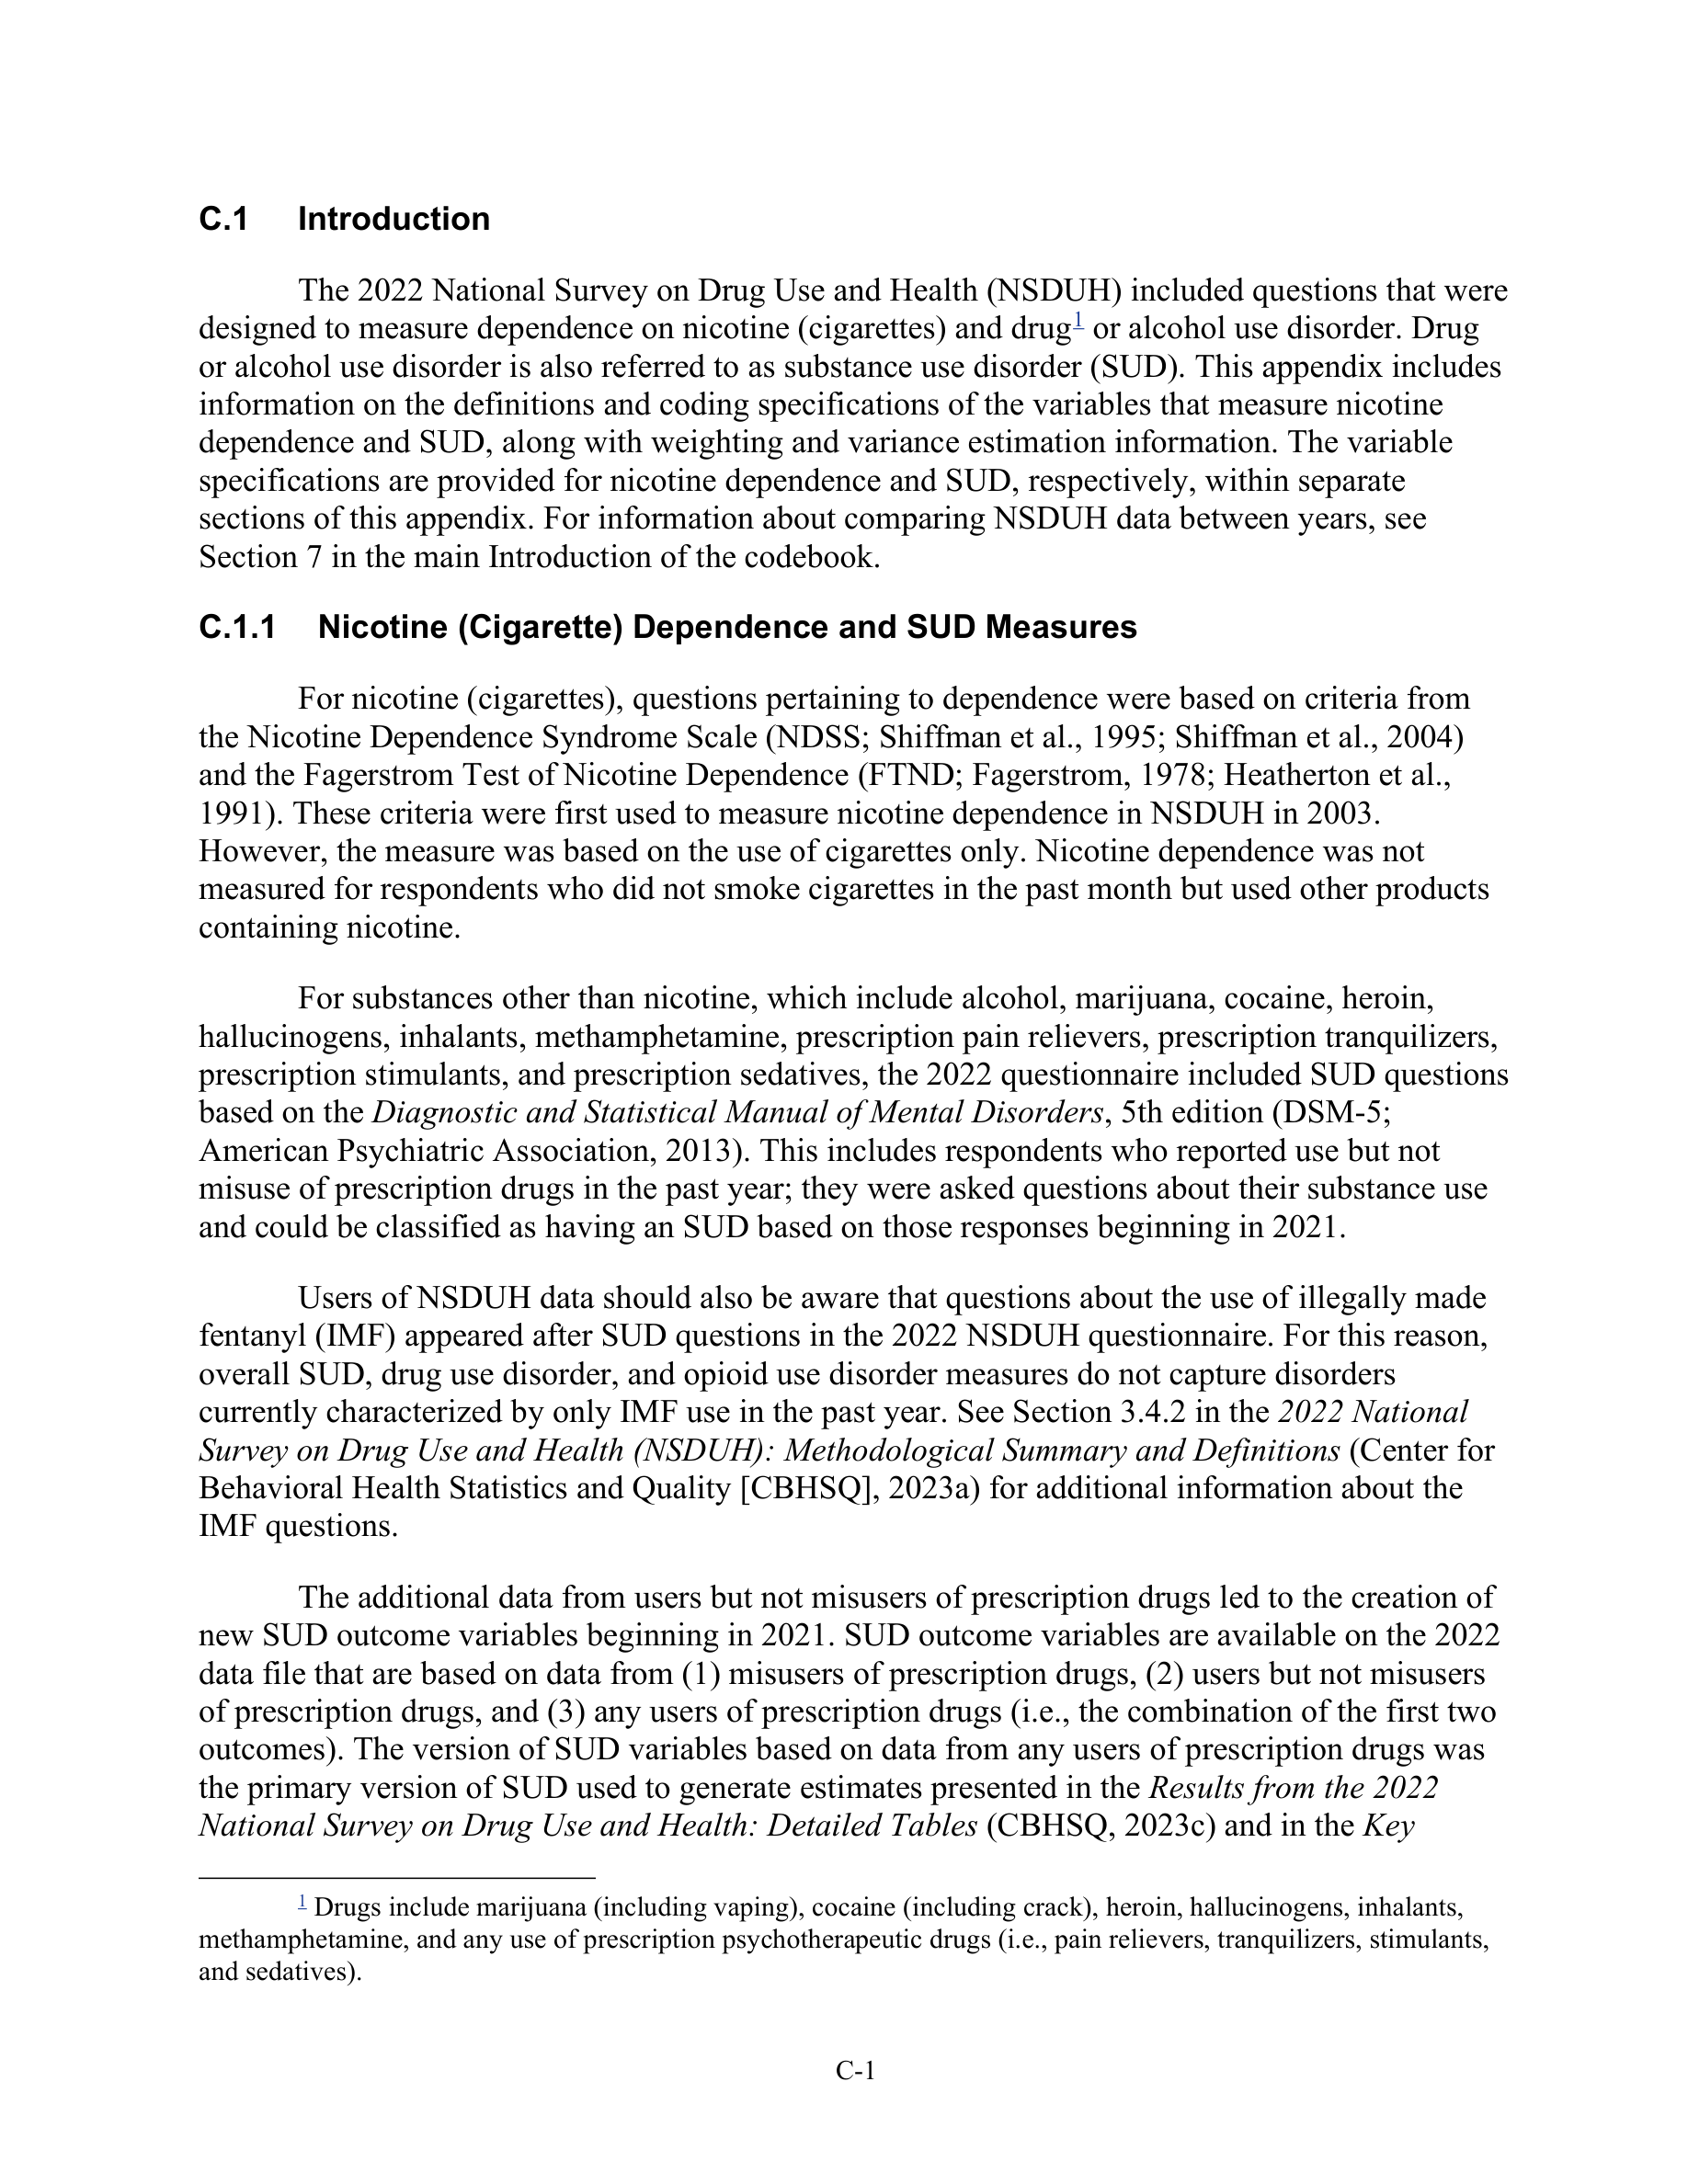 C.1 Introduction
The 2022 National Survey on Drug Use and Health (NSDUH) included questions that were
designed to measure dependence on nicotine (cigarettes) and drug1 or alcohol use disorder. Drug
or alcohol use disorder is also referred to as substance use disorder (SUD). This appendix includes
information on the definitions and coding specifications of the variables that measure nicotine
dependence and SUD, along with weighting and variance estimation information. The variable
specifications are provided for nicotine dependence and SUD, respectively, within separate
sections of this appendix. For information about comparing NSDUH data between years, see
Section 7 in the main Introduction of the codebook.
C.1.1 Nicotine (Cigarette) Dependence and SUD Measures
For nicotine (cigarettes), questions pertaining to dependence were based on criteria from
the Nicotine Dependence Syndrome Scale (NDSS; Shiffman et al., 1995; Shiffman et al., 2004)
and the Fagerstrom Test of Nicotine Dependence (FTND; Fagerstrom, 1978; Heatherton et al.,
1991). These criteria were first used to measure nicotine dependence in NSDUH in 2003.
However, the measure was based on the use of cigarettes only. Nicotine dependence was not
measured for respondents who did not smoke cigarettes in the past month but used other products
containing nicotine.
For substances other than nicotine, which include alcohol, marijuana, cocaine, heroin,
hallucinogens, inhalants, methamphetamine, prescription pain relievers, prescription tranquilizers,
prescription stimulants, and prescription sedatives, the 2022 questionnaire included SUD questions
based on the Diagnostic and Statistical Manual of Mental Disorders, 5th edition (DSM-5;
American Psychiatric Association, 2013). This includes respondents who reported use but not
misuse of prescription drugs in the past year; they were asked questions about their substance use
and could be classified as having an SUD based on those responses beginning in 2021.
Users of NSDUH data should also be aware that questions about the use of illegally made
fentanyl (IMF) appeared after SUD questions in the 2022 NSDUH questionnaire. For this reason,
overall SUD, drug use disorder, and opioid use disorder measures do not capture disorders
currently characterized by only IMF use in the past year. See Section 3.4.2 in the 2022 National
Survey on Drug Use and Health (NSDUH): Methodological Summary and Definitions (Center for
Behavioral Health Statistics and Quality [CBHSQ], 2023a) for additional information about the
IMF questions.
The additional data from users but not misusers of prescription drugs led to the creation of
new SUD outcome variables beginning in 2021. SUD outcome variables are available on the 2022
data file that are based on data from (1) misusers of prescription drugs, (2) users but not misusers
of prescription drugs, and (3) any users of prescription drugs (i.e., the combination of the first two
outcomes). The version of SUD variables based on data from any users of prescription drugs was
the primary version of SUD used to generate estimates presented in the Results from the 2022
National Survey on Drug Use and Health: Detailed Tables (CBHSQ, 2023c) and in the Key
1 Drugs include marijuana (including vaping), cocaine (including crack), heroin, hallucinogens, inhalants,
methamphetamine, and any use of prescription psychotherapeutic drugs (i.e., pain relievers, tranquilizers, stimulants,
and sedatives).
C-1